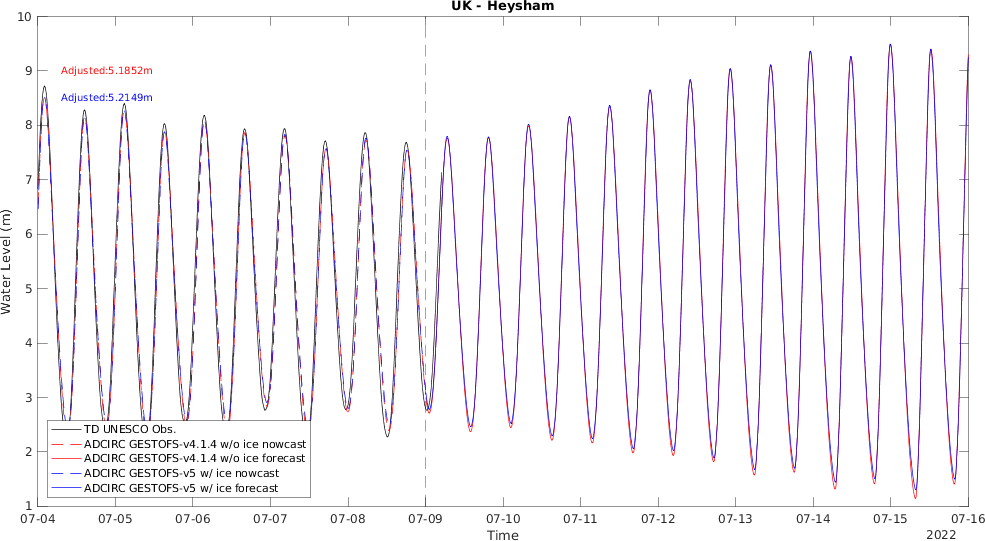 UK - Heysham
10
9
8
7
6
5
4
3
2
1
Water Level (m)
Adjusted:5.1852m
Adjusted:5.2149m
TD UNESCO Obs.
ADCIRC GESTOFS-v4.1.4 w/o ice nowcast
ADCIRC GESTOFS-v4.1.4 w/o ice forecast
ADCIRC GESTOFS-v5 w/ ice nowcast
ADCIRC GESTOFS-v5 w/ ice forecast
07-04 07-05 07-06 07-07 07-08 07-09 07-10 07-11 07-12 07-13 07-14 07-15 07-16
Time
2022